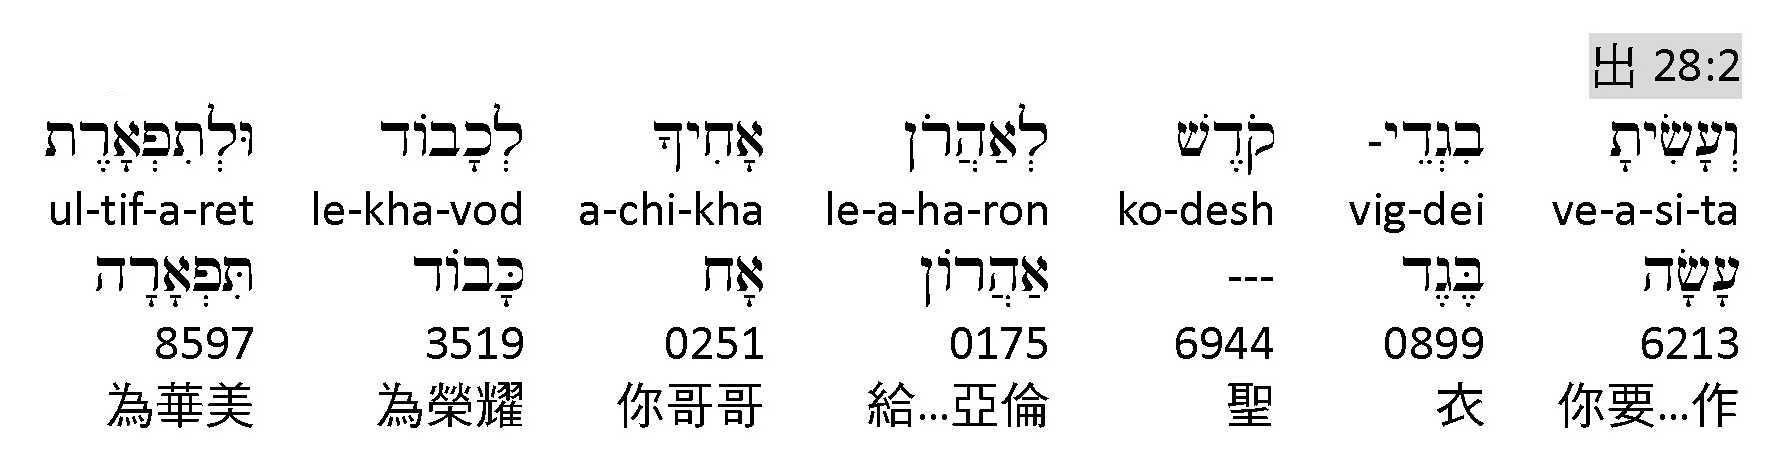 出 28:2
וְעָשִׂיתָ בִגְדֵי- קֹדֶשׁ לְאַהֲרֹן אָחִיךָ לְכָבוֹד וּלְתִפְאָרֶת
ve-a-si-ta vig-dei ko-desh le-a-ha-ron a-chi-kha le-kha-vod ul-tif-a-ret
עָשָׂה בֶּגֶד --- אַהֲרוֹן אָח כָּבוֹד תִּפְאָרָה
6213 0899 6944 0175 0251 3519 8597
你要...作 衣 聖 給...亞倫 你哥哥 為榮耀 為華美